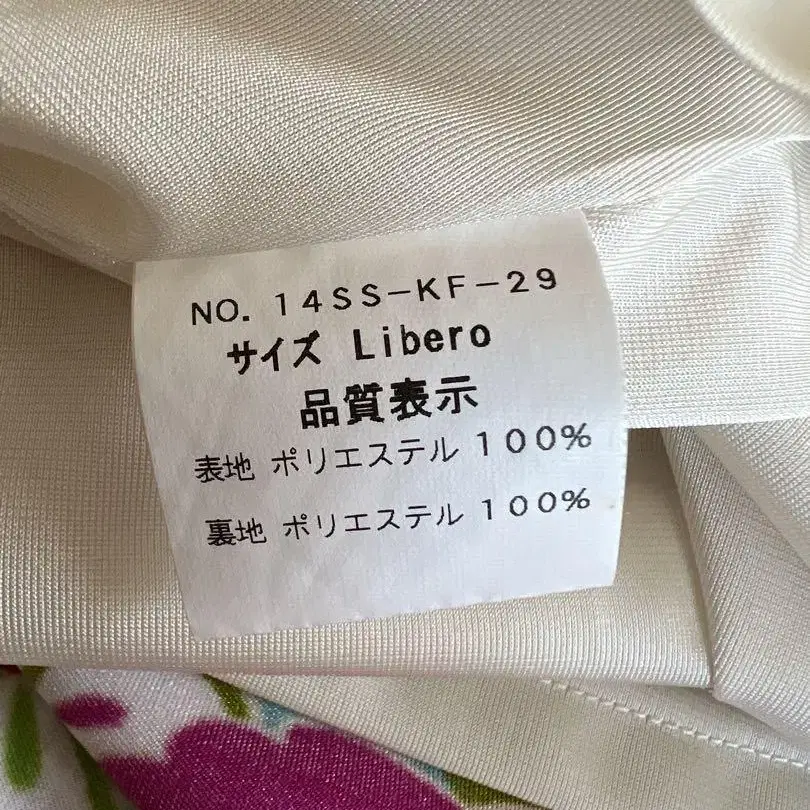 NO. 14SS-KF-29
サイズ Libero
品質表示
表地 ポリエステル 100%
裏地 ポリエステル 100%